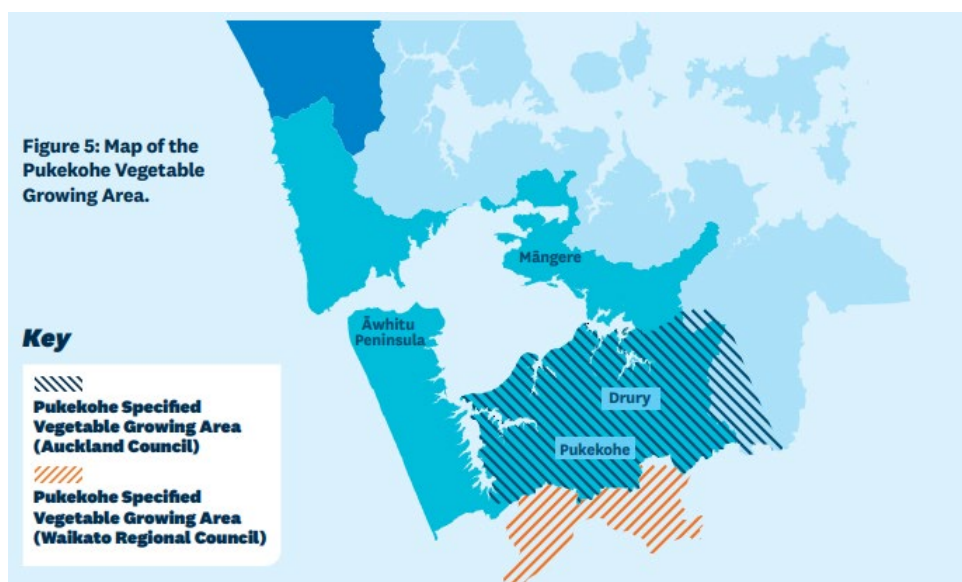 Figure 5: Map of the
Pukekohe Vegetable
Growing Area.
Māngere
Āwhitu
Peninsula
Key
Drury
Pukekohe Specified
Vegetable Growing Area
(Auckland Council)
Pukekohe
Pukekohe Specified
Vegetable Growing Area
(Waikato Regional Council)